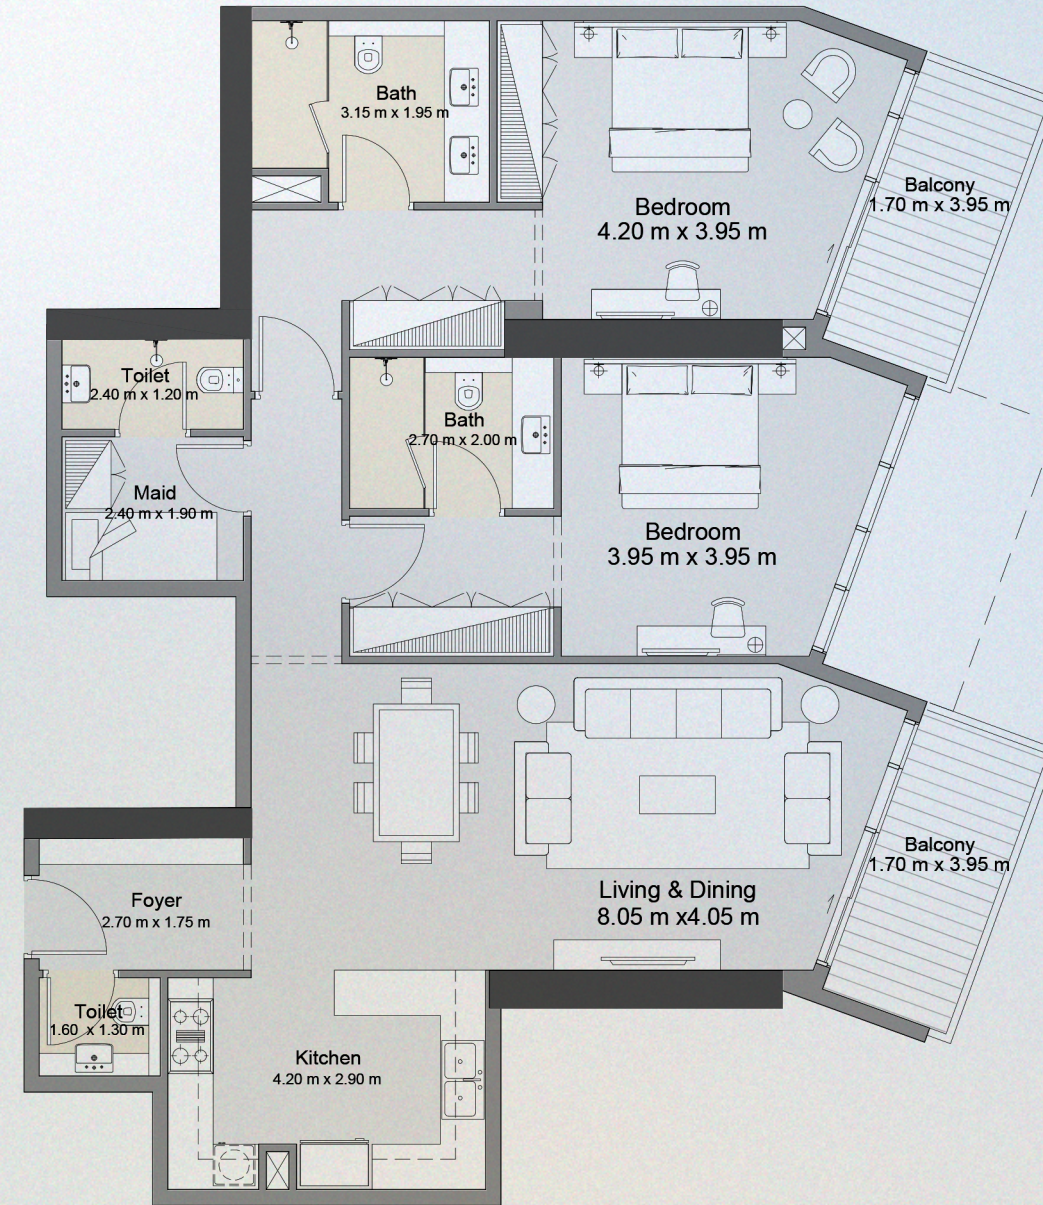 Bath
3.15 m x 1.95 m
Bedroom
4.20 m x 3.95 m
Balcony
1.70 m x 3.95 m
Toilet
2.40 m x 1.20 m
Bath
2.70 m x 2.00 m
Maid
2.40 m x 1.90 m
Bedroom
3.95 m x 3.95 m
Balcony
1.70 m x 3.95 m
Living & Dining
8.05 m x4.05 m
Foyer
2.70 m x 1.75 m
Toilet
1.60 x 1.30 m
Kitchen
4.20 m x 2.90 m